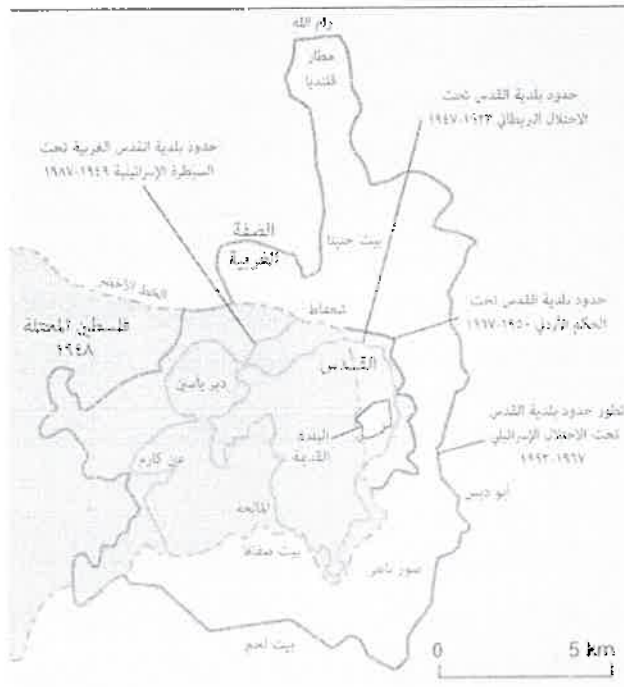 رام الله
مطار
قلنديا
حدود بلدية القدس تحت
الاحتلال البريطاني ١٩٢٣-١٩٤٧
حدود بلدية القدس الغربية تحت
السيطرة الإسرائيلية ١٩٤٩-١٩٨٧
الضفة
الغربية
بيت حنينا
الخط الأخضر
شعفاط
حدود بلدية القدس تحت
الحكم الأردني ١٩٥٠-١٩٦٧
فلسطين المحتلة
١٩٤٨
القدس
دير ياسين
تطور حدود بلدية القدس
تحت الاحتلال الإسرائيلي
١٩٦٧-١٩٩٣
البلدة
القديمة
عين كارم
أبو ديس
المالحة
بيت صفافا
صور باهر
بيت لحم
0 5 km